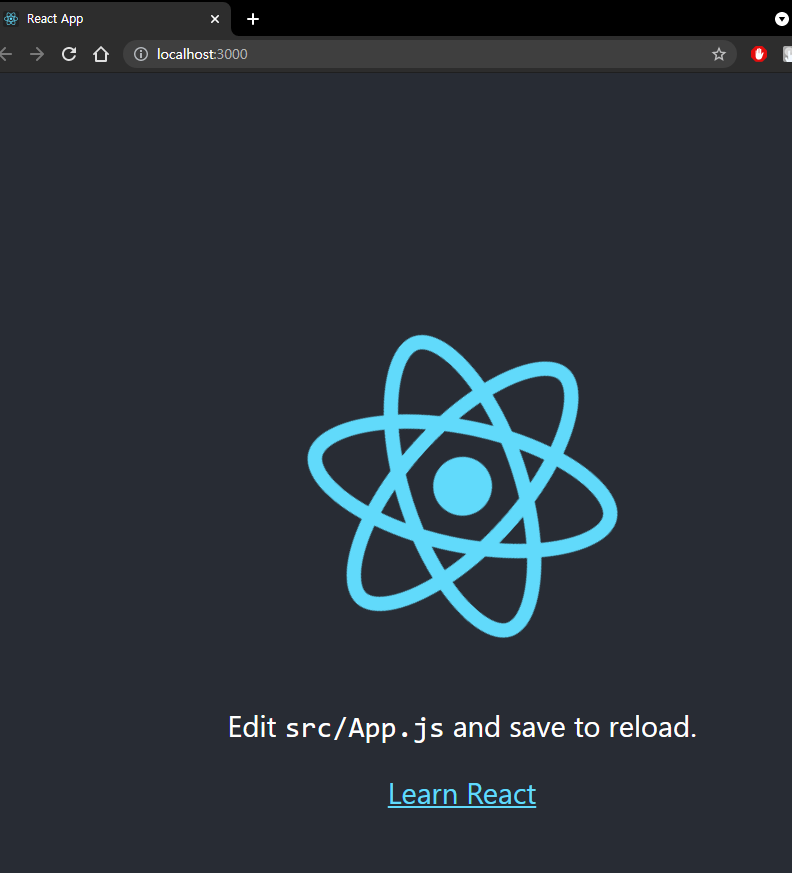 React App
localhost:3000
Edit src/App.js and save to reload.
Learn React